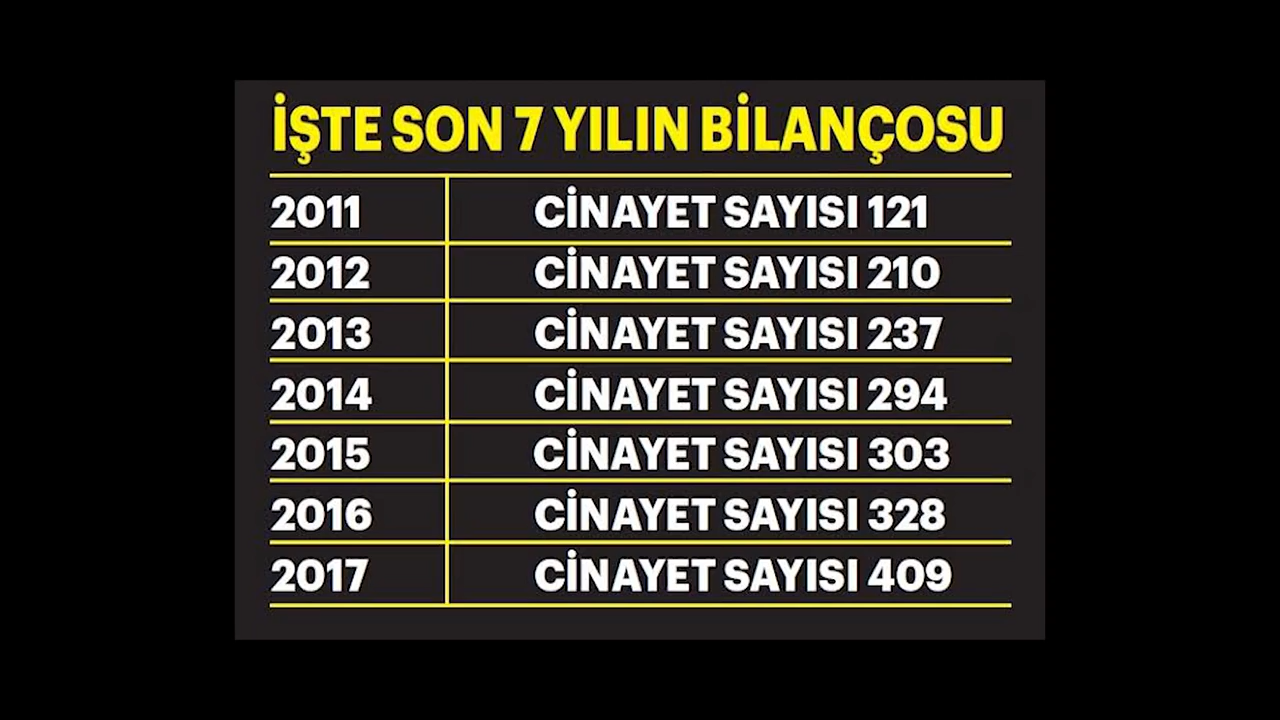 İŞTE SON 7 YILIN BİLANÇOSU
2011 CİNAYET SAYISI 121
2012 CİNAYET SAYISI 210
2013 CİNAYET SAYISI 237
2014 CİNAYET SAYISI 294
2015 CİNAYET SAYISI 303
2016 CİNAYET SAYISI 328
2017 CİNAYET SAYISI 409